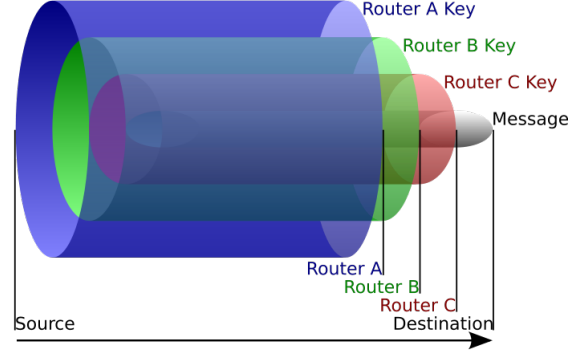 Router A Key
Router B Key
Router C Key
Message
Router A
Router B
Router C
Source
Destination